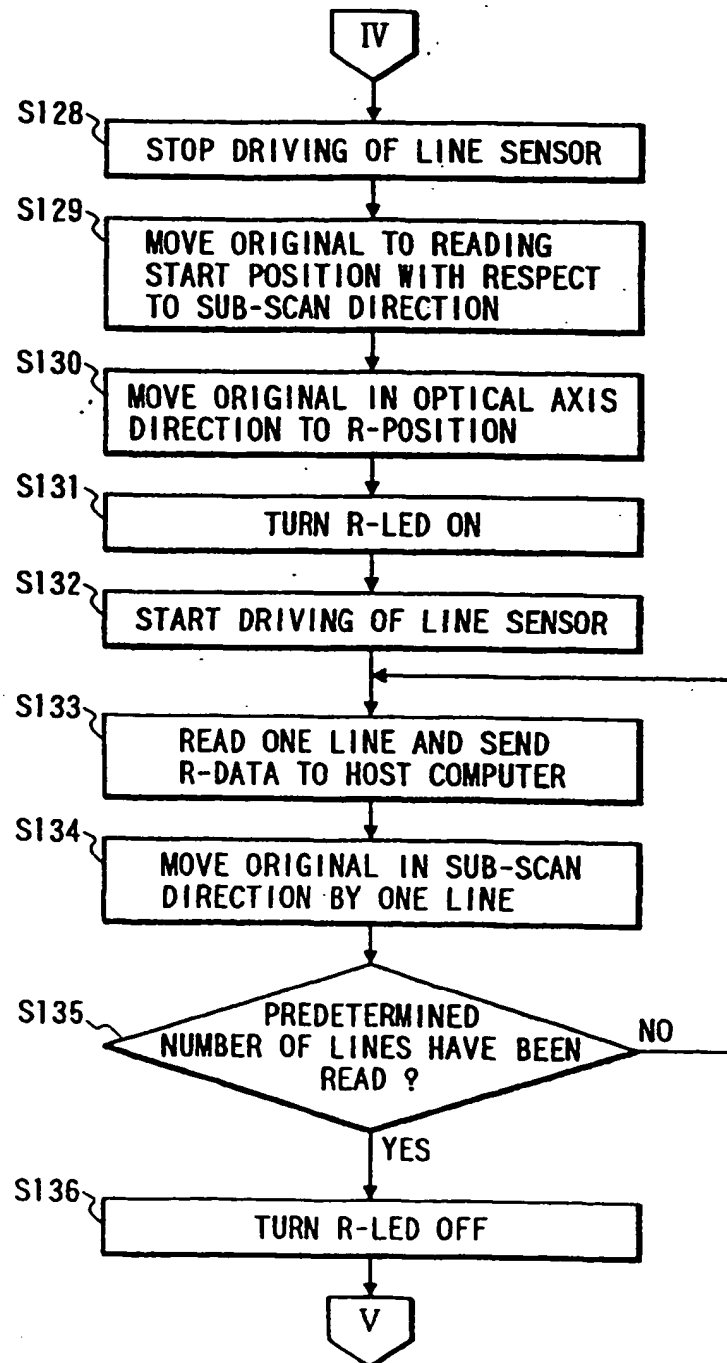 IV
S128
STOP DRIVING OF LINE SENSOR
S129
MOVE ORIGINAL TO READING
START POSITION WITH RESPECT
TO SUB-SCAN DIRECTION
S130
MOVE ORIGINAL IN OPTICAL AXIS
DIRECTION TO R-POSITION
S131
TURN R-LED ON
S132
START DRIVING OF LINE SENSOR
S133
READ ONE LINE AND SEND
R-DATA TO HOST COMPUTER
S134
MOVE ORIGINAL IN SUB-SCAN
DIRECTION BY ONE LINE
S135
PREDETERMINED
NUMBER OF LINES HAVE BEEN
READ ?
NO
YES
S136
TURN R-LED OFF
V